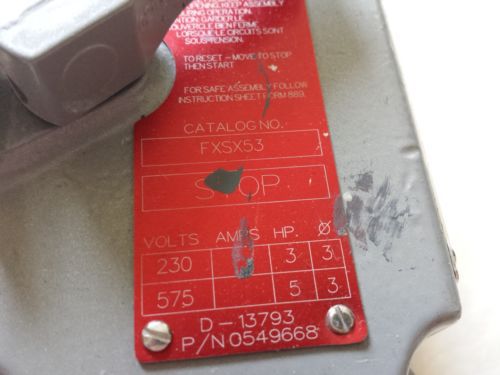 OPENING, KEEP ASSEMBLY
DURING OPERATION.
ATTENTION: GARDER LE
COUVERCLE BIEN FERME
LORSQUE LE CIRCUITS SONT
SOUS TENSION.
TO RESET - MOVE TO STOP
THEN START
FOR SAFE ASSEMBLY FOLLOW
INSTRUCTION SHEET FORM 889.
CATALOG NO.
FXSX53
STOP
VOLTS AMPS HP. Ø
230 3 3
575 5 3
D-13793
P/N 0549668